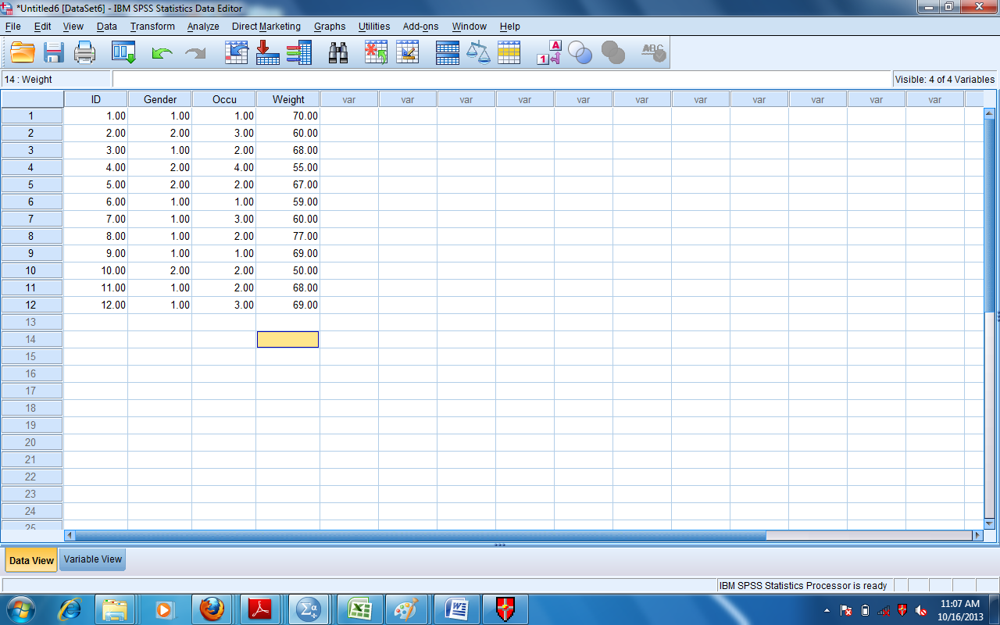 *Untitled6 [DataSet6] - IBM SPSS Statistics Data Editor
File Edit View Data Transform Analyze Direct Marketing Graphs Utilities Add-ons Window Help
A
1
ABC
14 : Weight
Visible: 4 of 4 Variables
ID Gender Occu Weight var var var var var var var var var var var
1 1.00 1.00 1.00 70.00
2 2.00 2.00 3.00 60.00
3 3.00 1.00 2.00 68.00
4 4.00 2.00 4.00 55.00
5 5.00 2.00 2.00 67.00
6 6.00 1.00 1.00 59.00
7 7.00 1.00 3.00 60.00
8 8.00 1.00 2.00 77.00
9 9.00 1.00 1.00 69.00
10 10.00 2.00 2.00 50.00
11 11.00 1.00 2.00 68.00
12 12.00 1.00 3.00 69.00
13
14
15
16
17
18
19
20
21
22
23
24
25
Data View Variable View
IBM SPSS Statistics Processor is ready
Σα
11:07 AM
10/16/2013